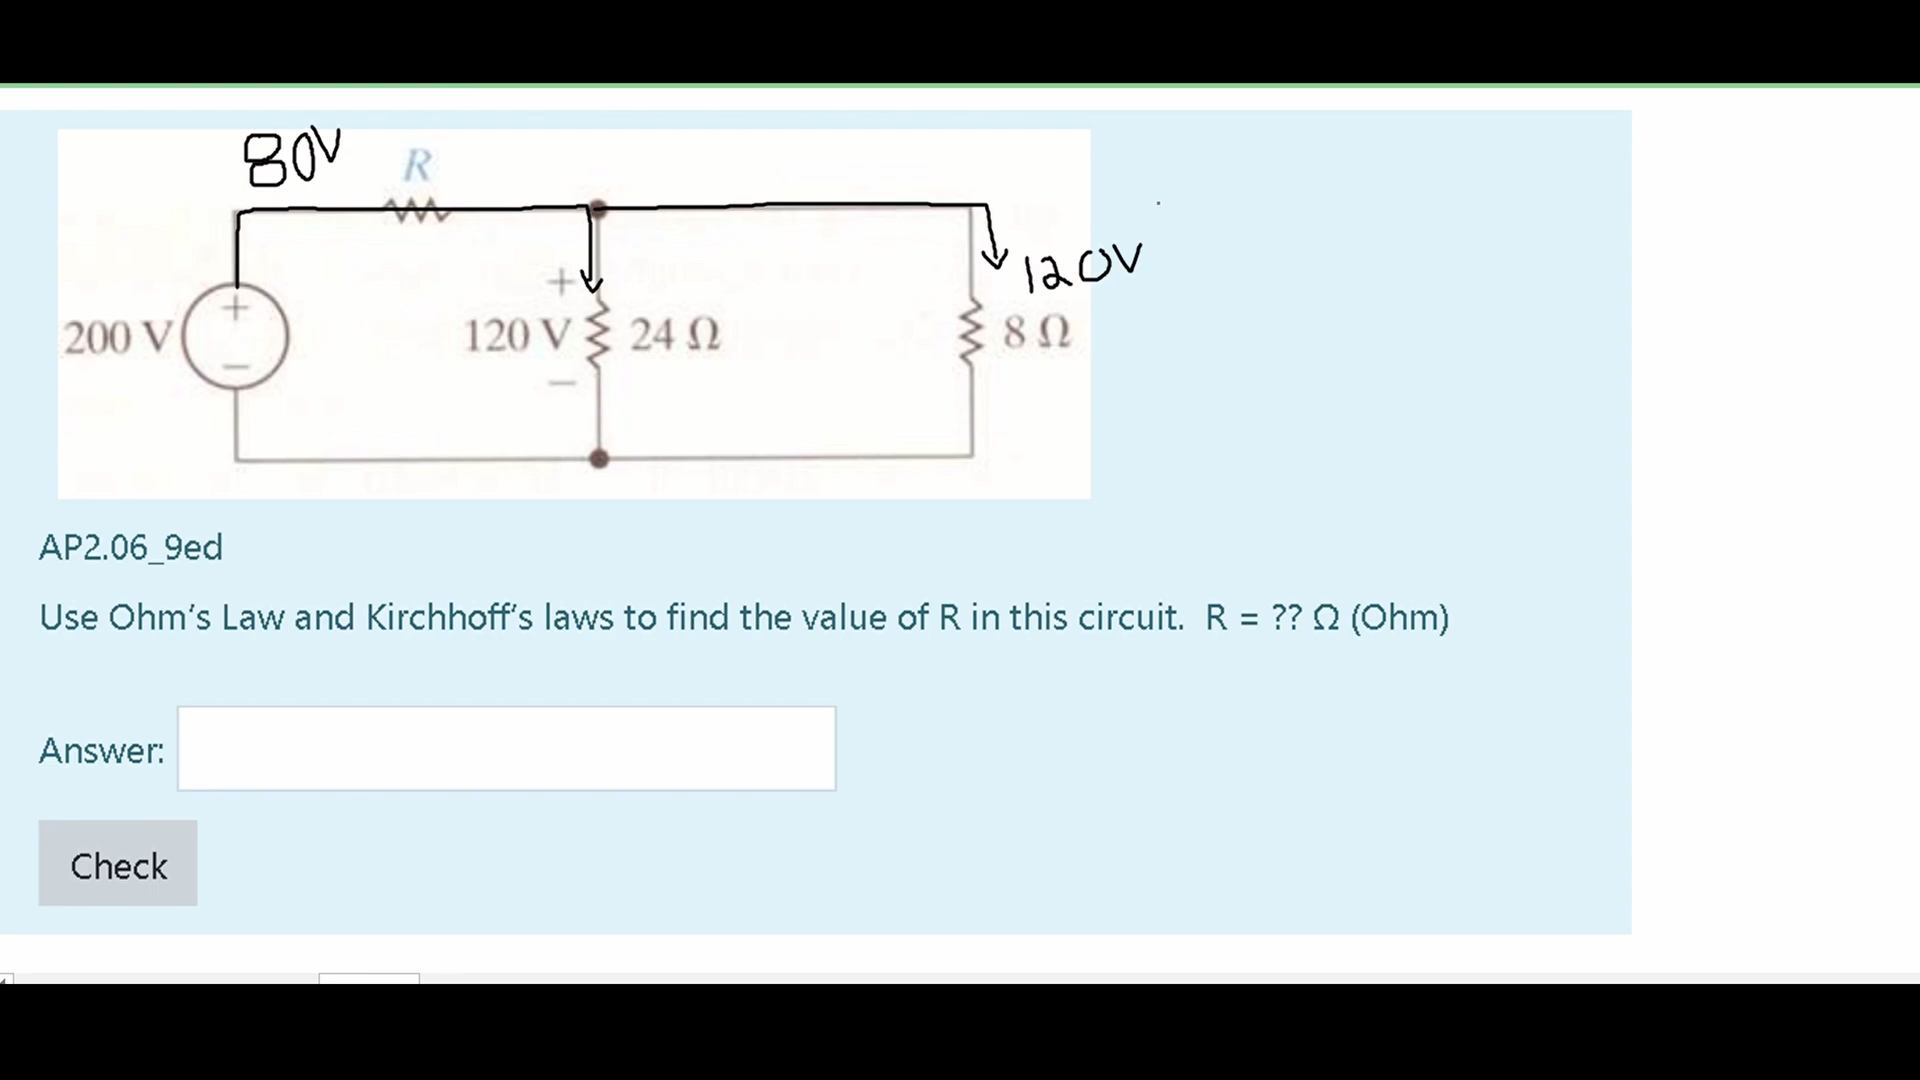 80V
R
+
120V
+
200 V
120 V
24 Ω
8 Ω
−
−
AP2.06_9ed
Use Ohm’s Law and Kirchhoff’s laws to find the value of R in this circuit.  R = ?? Ω (Ohm)
Answer:
Check